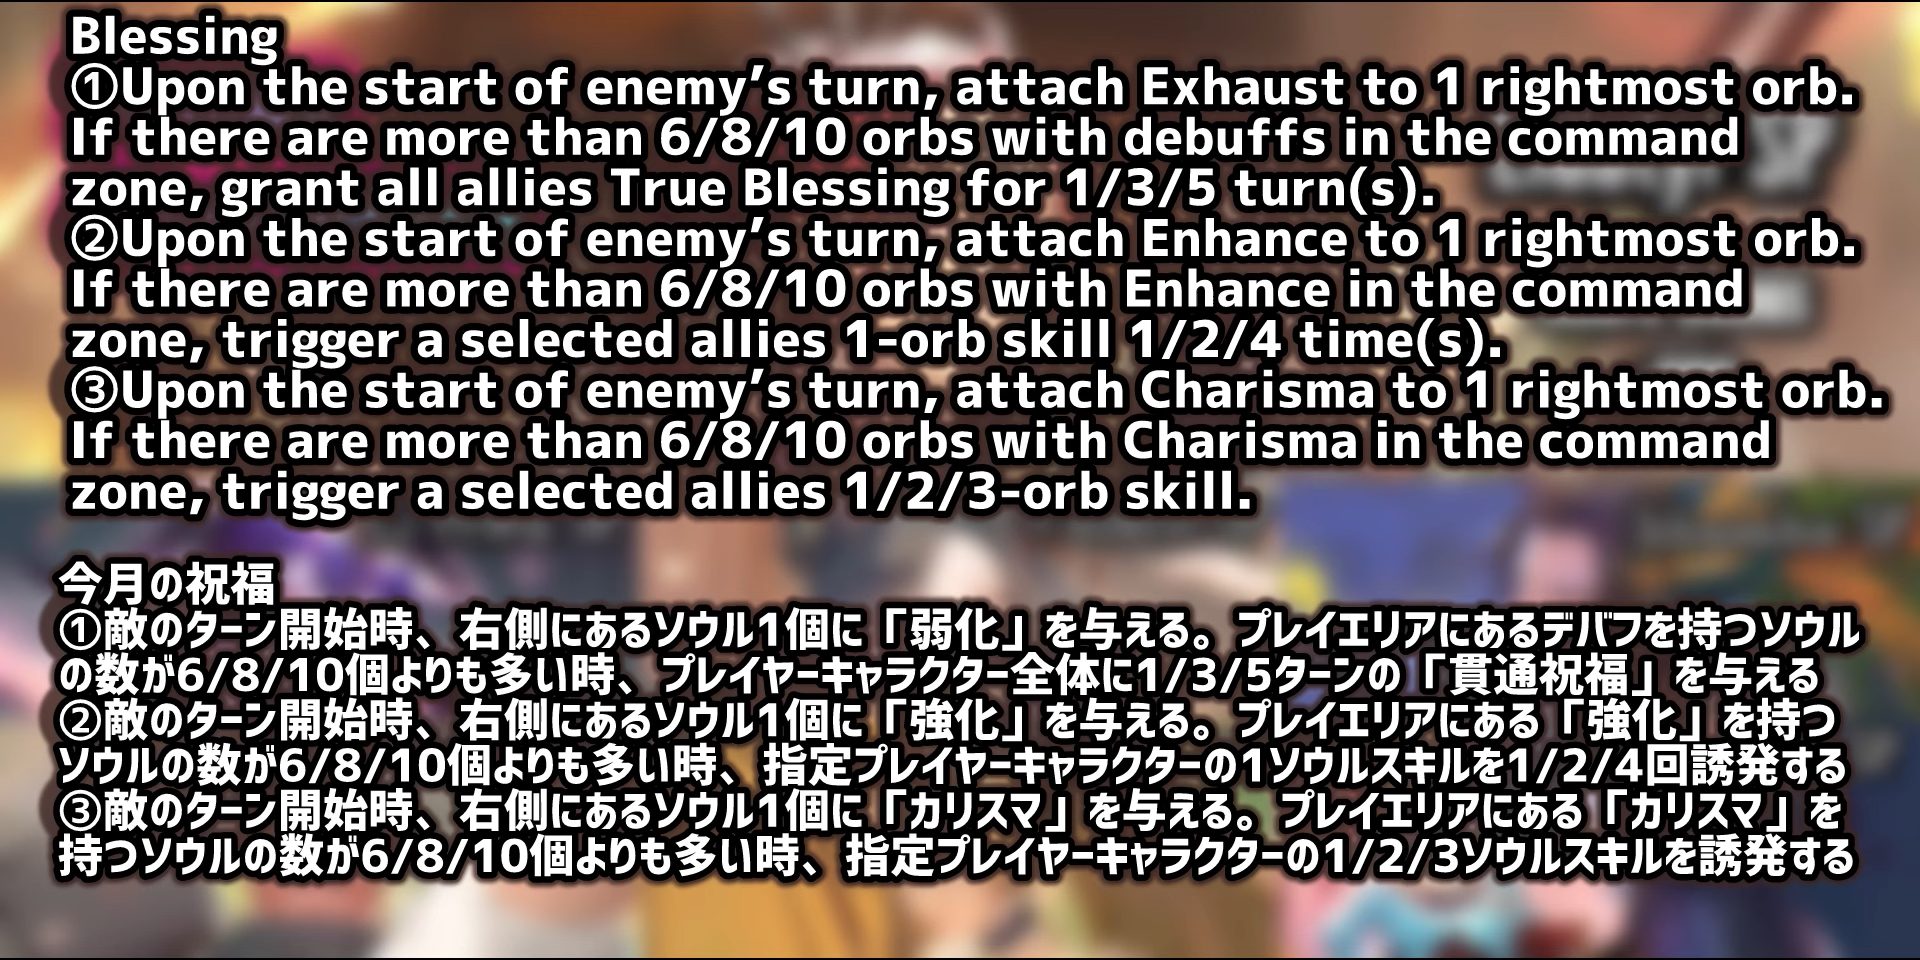 Blessing
①Upon the start of enemy’s turn, attach Exhaust to 1 rightmost orb.
If there are more than 6/8/10 orbs with debuffs in the command
zone, grant all allies True Blessing for 1/3/5 turn(s).
②Upon the start of enemy’s turn, attach Enhance to 1 rightmost orb.
If there are more than 6/8/10 orbs with Enhance in the command
zone, trigger a selected allies 1-orb skill 1/2/4 time(s).
③Upon the start of enemy’s turn, attach Charisma to 1 rightmost orb.
If there are more than 6/8/10 orbs with Charisma in the command
zone, trigger a selected allies 1/2/3-orb skill.
今月の祝福
①敵のターン開始時、右側にあるソウル1個に「弱化」を与える。プレイエリアにあるデバフを持つソウル
の数が6/8/10個よりも多い時、プレイヤーキャラクター全体に1/3/5ターンの「貫通祝福」を与える
②敵のターン開始時、右側にあるソウル1個に「強化」を与える。プレイエリアにある「強化」を持つ
ソウルの数が6/8/10個よりも多い時、指定プレイヤーキャラクターの1ソウルスキルを1/2/4回誘発する
③敵のターン開始時、右側にあるソウル1個に「カリスマ」を与える。プレイエリアにある「カリスマ」を
持つソウルの数が6/8/10個よりも多い時、指定プレイヤーキャラクターの1/2/3ソウルスキルを誘発する